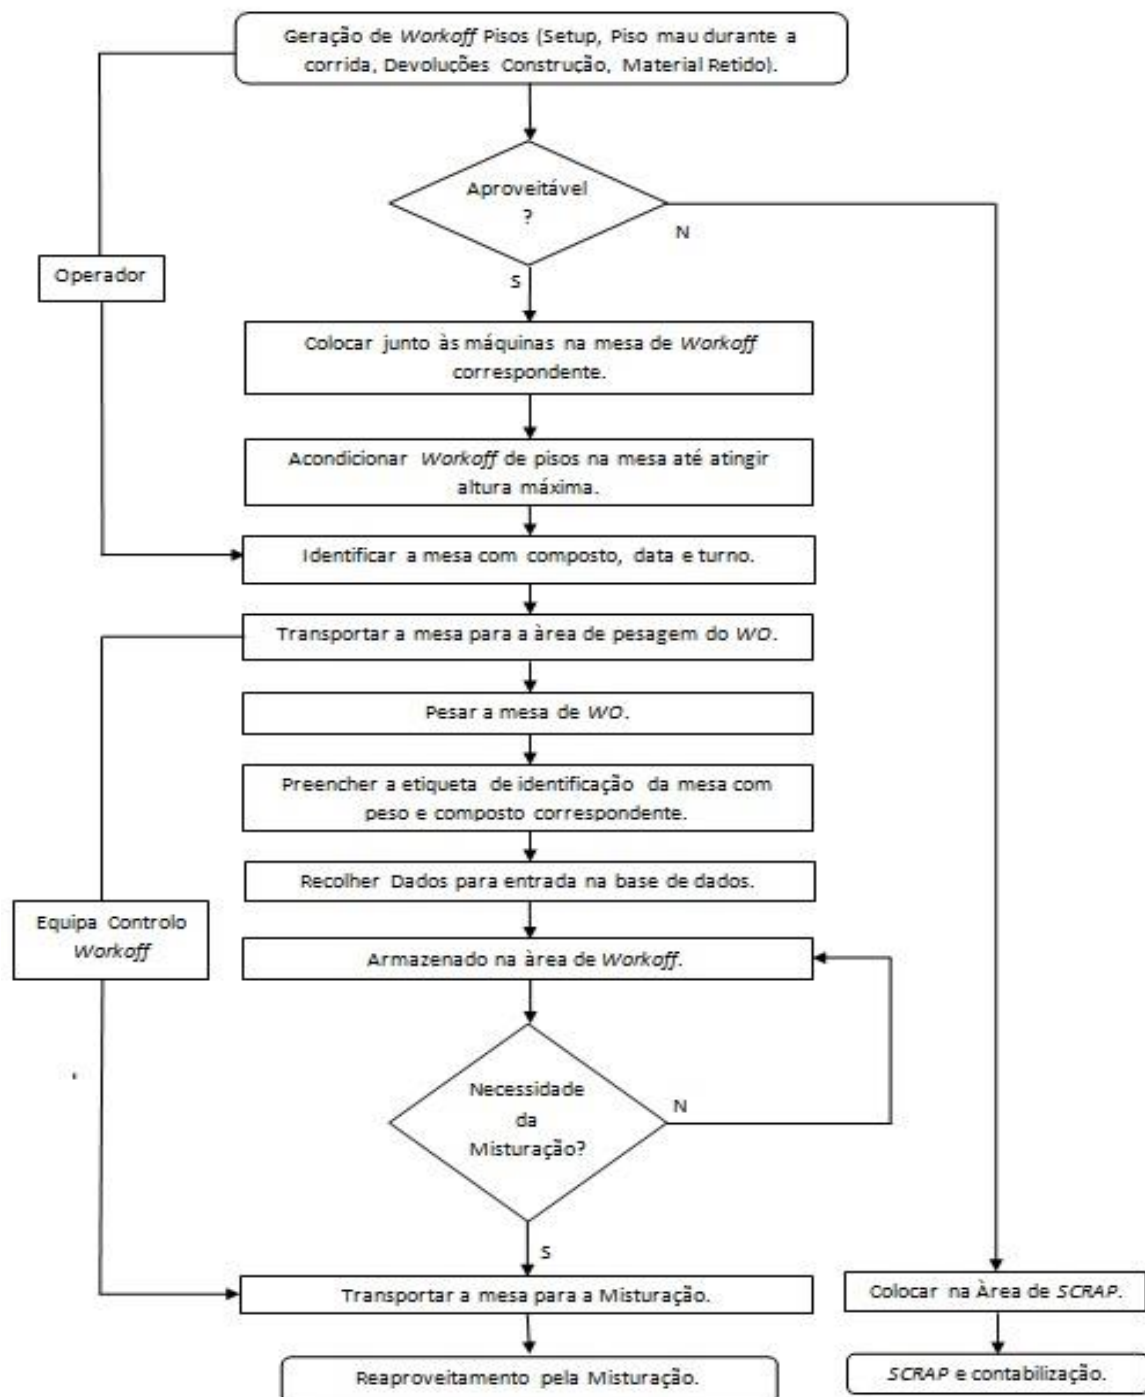 Geração de Workoff Pisos (Setup, Piso mau durante a
corrida, Devoluções Construção, Material Retido).
Aproveitável
?
N
S
Operador
Colocar junto às máquinas na mesa de Workoff
correspondente.
Acondicionar Workoff de pisos na mesa até atingir
altura máxima.
Identificar a mesa com composto, data e turno.
Transportar a mesa para a àrea de pesagem do WO.
Pesar a mesa de WO.
Preencher a etiqueta de identificação da mesa com
peso e composto correspondente.
Recolher Dados para entrada na base de dados.
Equipa Controlo
Workoff
Armazenado na àrea de Workoff.
Necessidade
da
Misturação?
N
S
Transportar a mesa para a Misturação.
Colocar na Àrea de SCRAP.
Reaproveitamento pela Misturação.
SCRAP e contabilização.